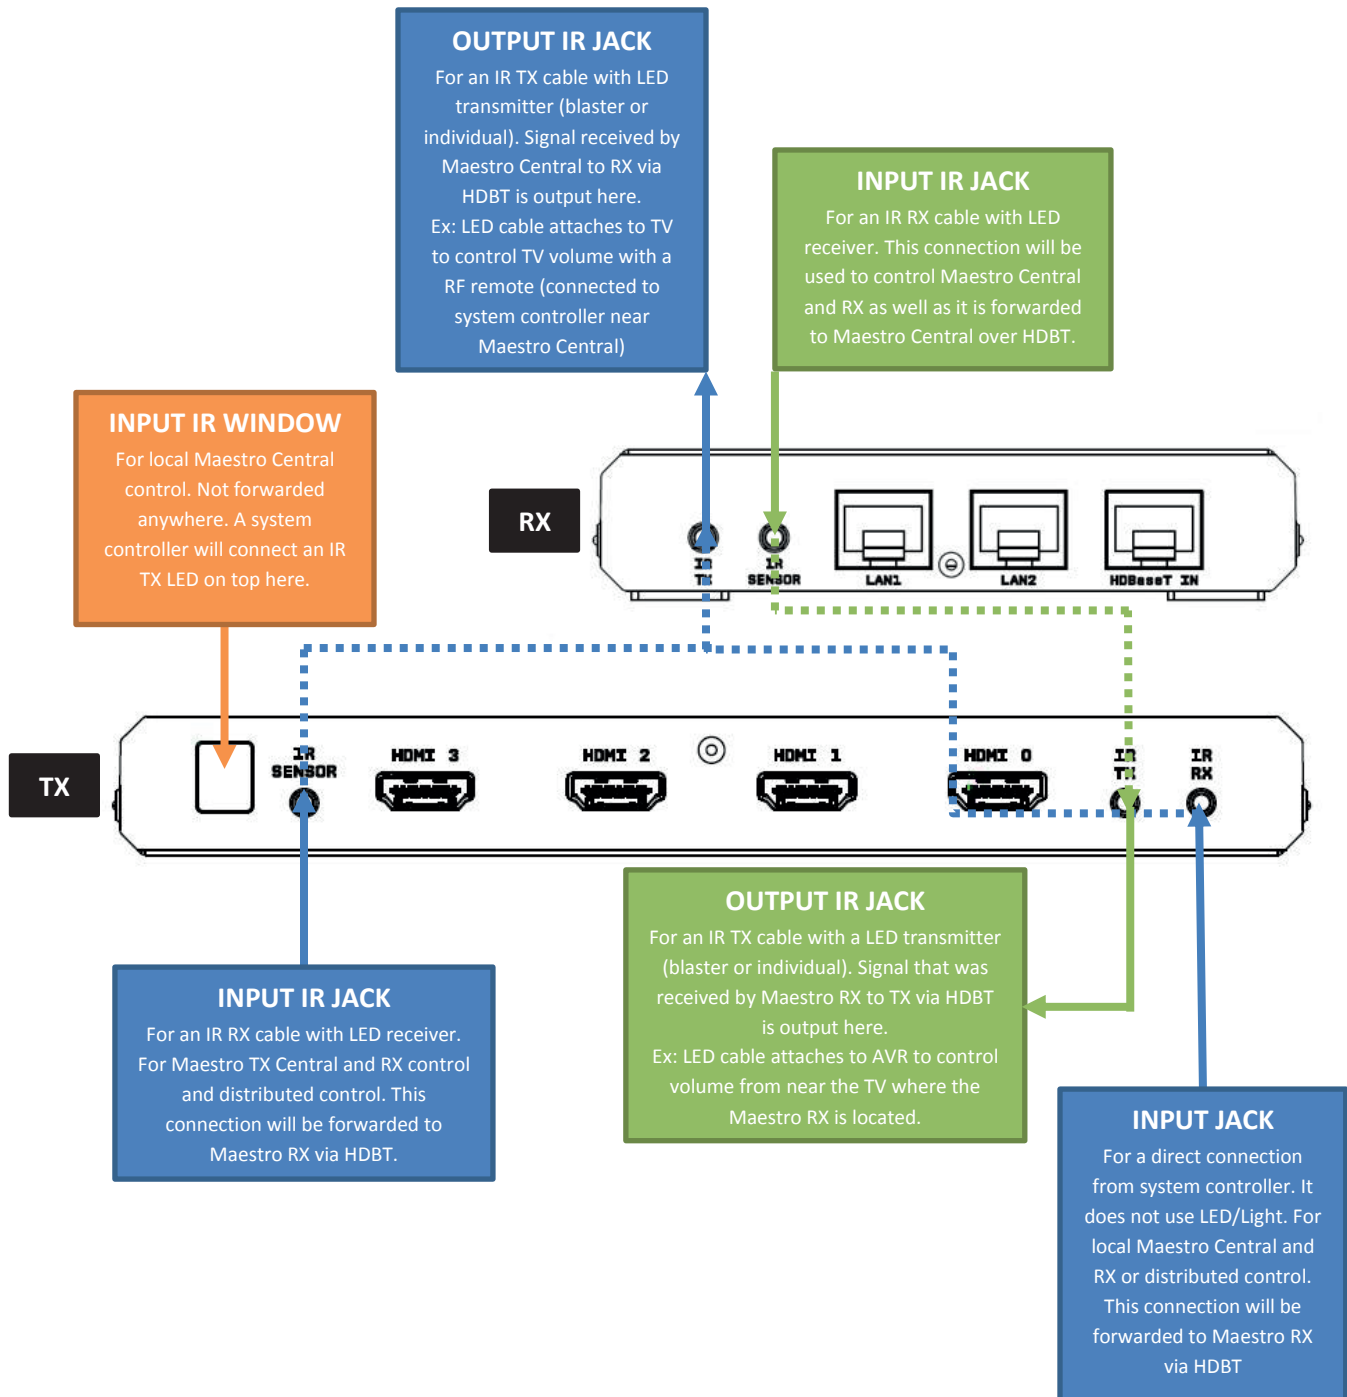 OUTPUT IR JACK
For an IR TX cable with LED
transmitter (blaster or
individual). Signal received by
Maestro Central to RX via
HDBT is output here.
Ex: LED cable attaches to TV
to control TV volume with a
RF remote (connected to
system controller near
Maestro Central)
INPUT IR JACK
For an IR RX cable with LED
receiver. This connection will be
used to control Maestro Central
and RX as well as it is forwarded
to Maestro Central over HDBT.
INPUT IR WINDOW
For local Maestro Central
control. Not forwarded
anywhere. A system
controller will connect an IR
TX LED on top here.
RX
IR
TX
IR
SENSOR
LAN1
LAN2
HDBaseT IN
TX
IR
SENSOR
HDMI 3
HDMI 2
HDMI 1
HDMI 0
IR
TX
IR
RX
OUTPUT IR JACK
For an IR TX cable with a LED transmitter
(blaster or individual). Signal that was
received by Maestro RX to TX via HDBT
is output here.
Ex: LED cable attaches to AVR to control
volume from near the TV where the
Maestro RX is located.
INPUT IR JACK
For an IR RX cable with LED receiver.
For Maestro TX Central and RX control
and distributed control. This
connection will be forwarded to
Maestro RX via HDBT.
INPUT JACK
For a direct connection
from system controller. It
does not use LED/Light. For
local Maestro Central and
RX or distributed control.
This connection will be
forwarded to Maestro RX
via HDBT